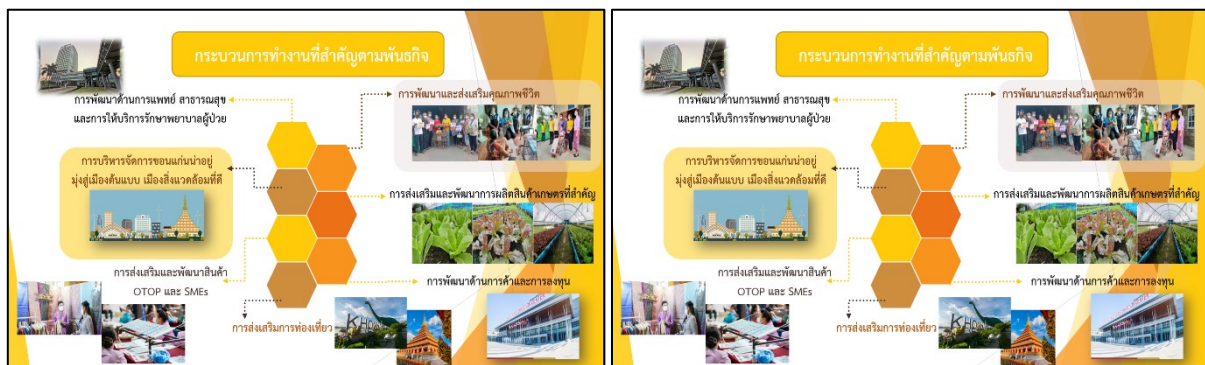 กระบวนการทำงานที่สำคัญตามพันธกิจ
การพัฒนาด้านการแพทย์ สาธารณสุข
และการให้บริการรักษาพยาบาลผู้ป่วย
การพัฒนาและส่งเสริมคุณภาพชีวิต
การบริหารจัดการขอนแก่นน่าอยู่
มุ่งสู่เมืองต้นแบบ เมืองสิ่งแวดล้อมที่ดี
การส่งเสริมและพัฒนาการผลิตสินค้าเกษตรที่สำคัญ
การส่งเสริมและพัฒนาสินค้า
OTOP และ SMEs
การพัฒนาด้านการค้าและการลงทุน
การส่งเสริมการท่องเที่ยว
กระบวนการทำงานที่สำคัญตามพันธกิจ
การพัฒนาด้านการแพทย์ สาธารณสุข
และการให้บริการรักษาพยาบาลผู้ป่วย
การพัฒนาและส่งเสริมคุณภาพชีวิต
การบริหารจัดการขอนแก่นน่าอยู่
มุ่งสู่เมืองต้นแบบ เมืองสิ่งแวดล้อมที่ดี
การส่งเสริมและพัฒนาการผลิตสินค้าเกษตรที่สำคัญ
การส่งเสริมและพัฒนาสินค้า
OTOP และ SMEs
การพัฒนาด้านการค้าและการลงทุน
การส่งเสริมการท่องเที่ยว